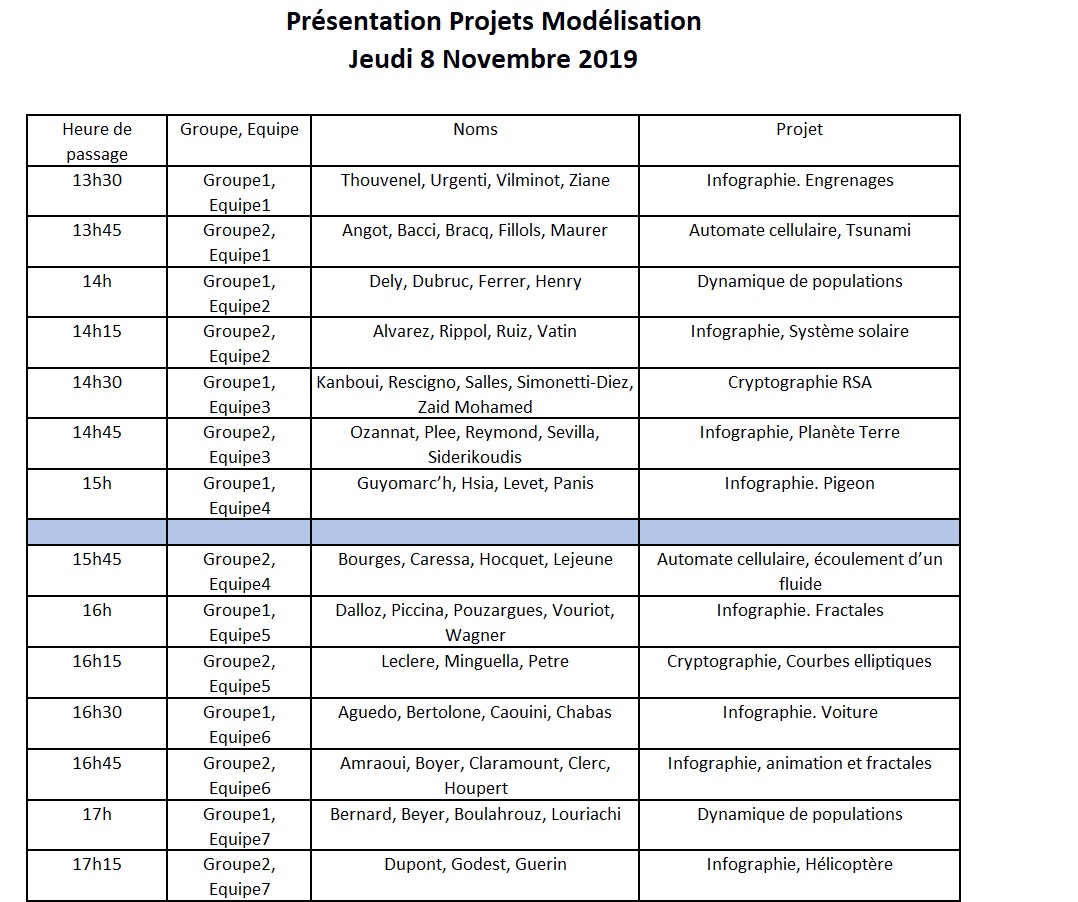 Présentation Projets Modélisation
Jeudi 8 Novembre 2019
Heure de passage Groupe, Equipe Noms Projet
13h30 Groupe1, Equipe1 Thouvenel, Urgenti, Vilminot, Ziane Infographie. Engrenages
13h45 Groupe2, Equipe1 Angot, Bacci, Bracq, Fillols, Maurer Automate cellulaire, Tsunami
14h Groupe1, Equipe2 Dely, Dubruc, Ferrer, Henry Dynamique de populations
14h15 Groupe2, Equipe2 Alvarez, Rippol, Ruiz, Vatin Infographie, Système solaire
14h30 Groupe1, Equipe3 Kanboui, Rescigno, Salles, Simonetti-Diez, Zaid Mohamed Cryptographie RSA
14h45 Groupe2, Equipe3 Ozannat, Plee, Reymond, Sevilla, Siderikoudis Infographie, Planète Terre
15h Groupe1, Equipe4 Guyomarc’h, Hsia, Levet, Panis Infographie. Pigeon
15h45 Groupe2, Equipe4 Bourges, Caressa, Hocquet, Lejeune Automate cellulaire, écoulement d’un fluide
16h Groupe1, Equipe5 Dalloz, Piccina, Pouzargues, Vouriot, Wagner Infographie. Fractales
16h15 Groupe2, Equipe5 Leclere, Minguella, Petre Cryptographie, Courbes elliptiques
16h30 Groupe1, Equipe6 Aguedo, Bertolone, Caouini, Chabas Infographie. Voiture
16h45 Groupe2, Equipe6 Amraoui, Boyer, Claramount, Clerc, Houpert Infographie, animation et fractales
17h Groupe1, Equipe7 Bernard, Beyer, Boulahrouz, Louriachi Dynamique de populations
17h15 Groupe2, Equipe7 Dupont, Godest, Guerin Infographie, Hélicoptère